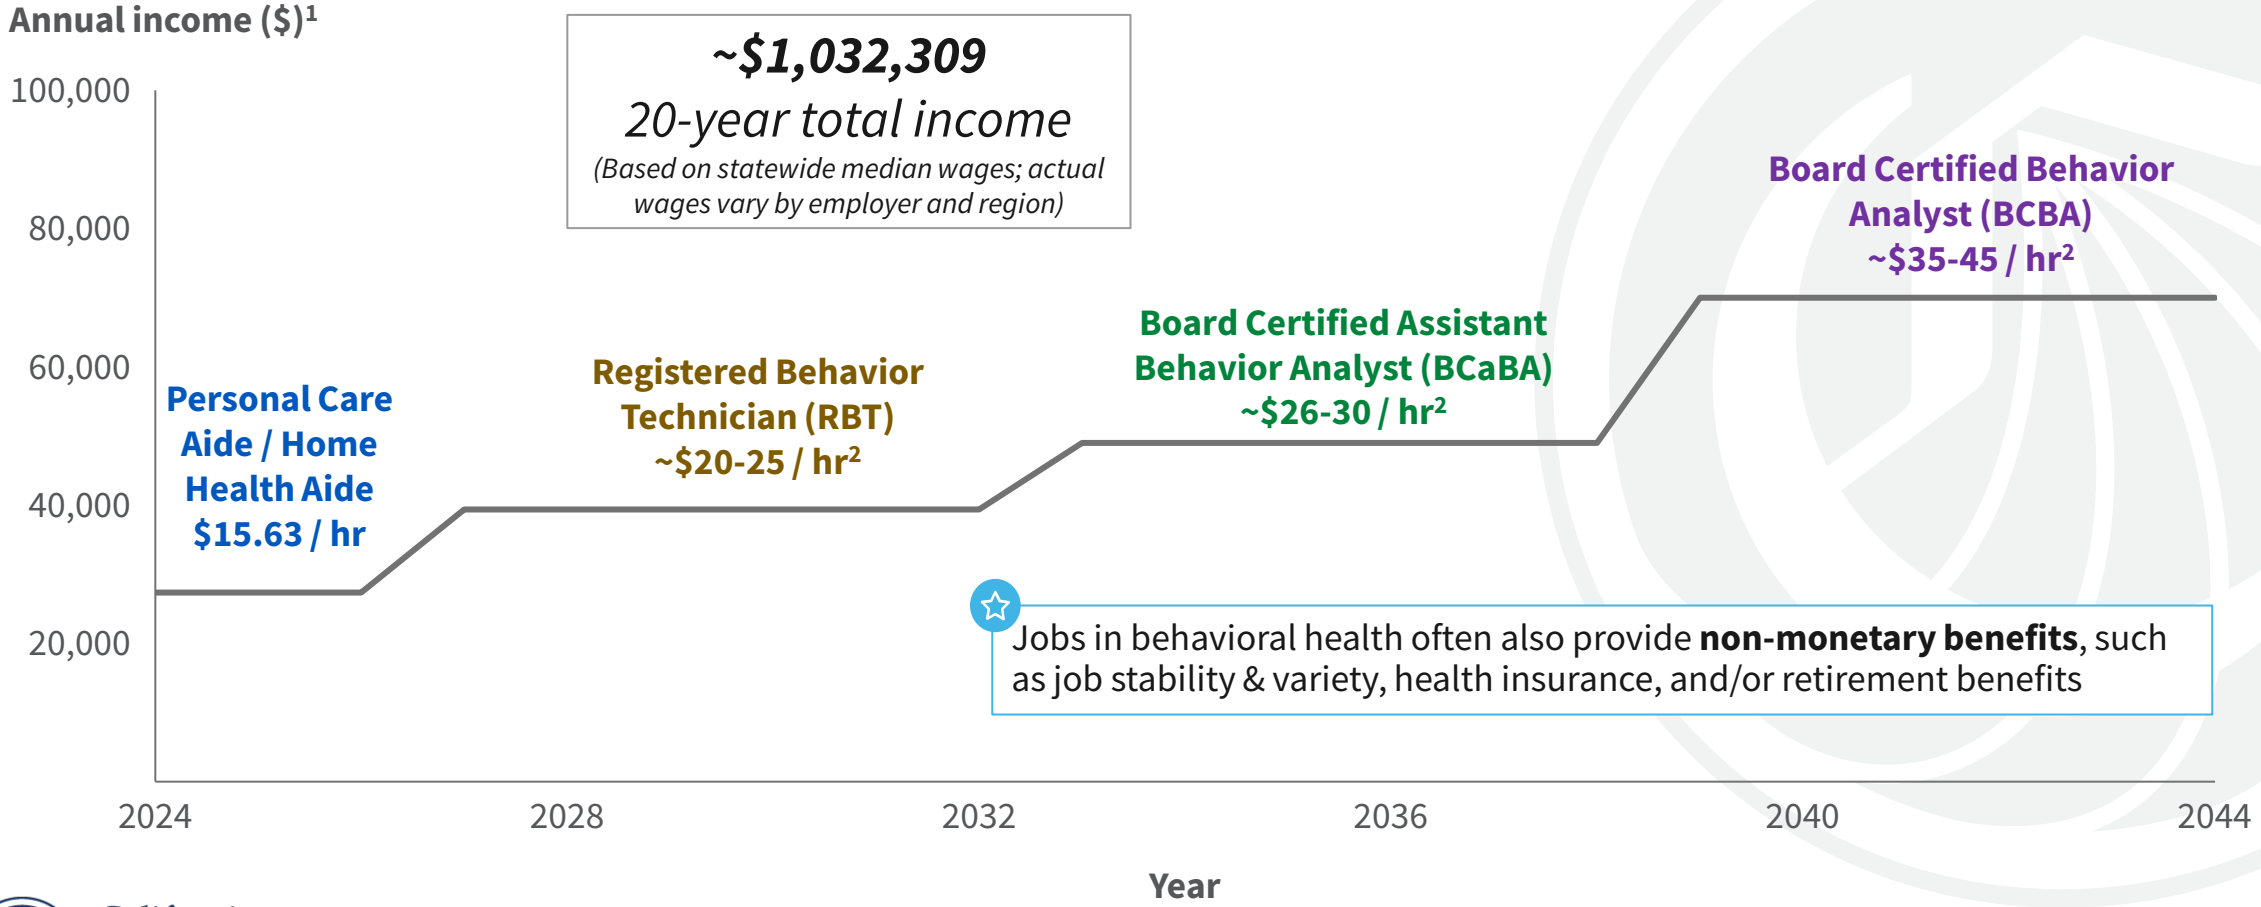 Annual income ($)¹
~$1,032,309
20-year total income
(Based on statewide median wages; actual
wages vary by employer and region)
100,000
80,000
60,000
40,000
20,000
Personal Care
Aide / Home
Health Aide
$15.63 / hr
Registered Behavior
Technician (RBT)
~$20-25 / hr²
Board Certified Assistant
Behavior Analyst (BCaBA)
~$26-30 / hr²
Board Certified Behavior
Analyst (BCBA)
~$35-45 / hr²
Jobs in behavioral health often also provide non-monetary benefits, such
as job stability & variety, health insurance, and/or retirement benefits
2024
2028
2032
2036
2040
2044
Year